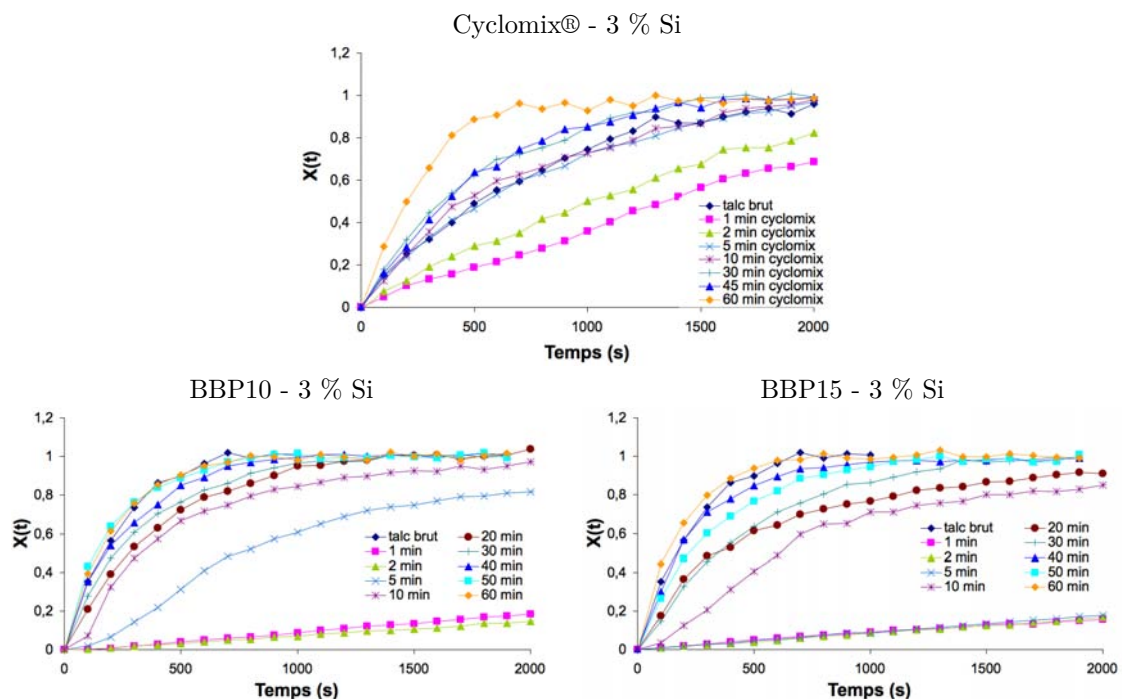 Cyclomix® - 3 % Si
1,2
1
0,8
0,6
0,4
0,2
0
X(t)
talc brut
1 min cyclomix
2 min cyclomix
5 min cyclomix
10 min cyclomix
30 min cyclomix
45 min cyclomix
60 min cyclomix
0 500 1000 1500 2000
Temps (s)
BBP10 - 3 % Si
1,2
1
0,8
0,6
0,4
0,2
0
X(t)
talc brut 20 min
1 min 30 min
2 min 40 min
5 min 50 min
10 min 60 min
0 500 1000 1500 2000
Temps (s)
BBP15 - 3 % Si
1,2
1
0,8
0,6
0,4
0,2
0
X(t)
talc brut 20 min
1 min 30 min
2 min 40 min
5 min 50 min
10 min 60 min
0 500 1000 1500 2000
Temps (s)